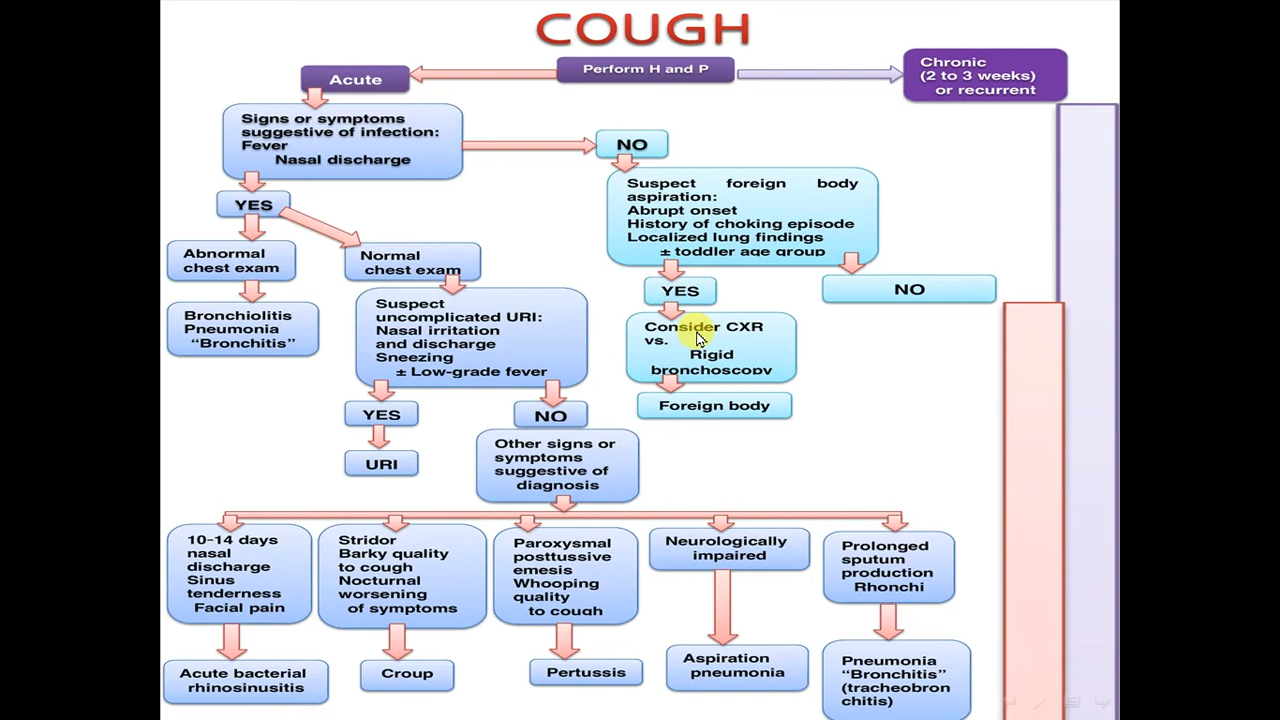 COUGH
Perform H and P
Acute
Chronic
(2 to 3 weeks)
or recurrent
Signs or symptoms
suggestive of infection:
Fever
Nasal discharge
NO
Suspect foreign body
aspiration:
Abrupt onset
History of choking episode
Localized lung findings
± toddler age group
YES
Abnormal
chest exam
Normal
chest exam
YES
NO
Bronchiolitis
Pneumonia
“Bronchitis”
Suspect
uncomplicated URI:
Nasal irritation
and discharge
Sneezing
± Low-grade fever
Consider CXR
vs.
Rigid
bronchoscopy
Foreign body
YES
NO
URI
Other signs or
symptoms
suggestive of
diagnosis
10-14 days
nasal
discharge
Sinus
tenderness
Facial pain
Stridor
Barky quality
to cough
Nocturnal
worsening
of symptoms
Paroxysmal
posttussive
emesis
Whooping
quality
to cough
Neurologically
impaired
Prolonged
sputum
production
Rhonchi
Acute bacterial
rhinosinusitis
Croup
Pertussis
Aspiration
pneumonia
Pneumonia
“Bronchitis”
(tracheobron
chitis)